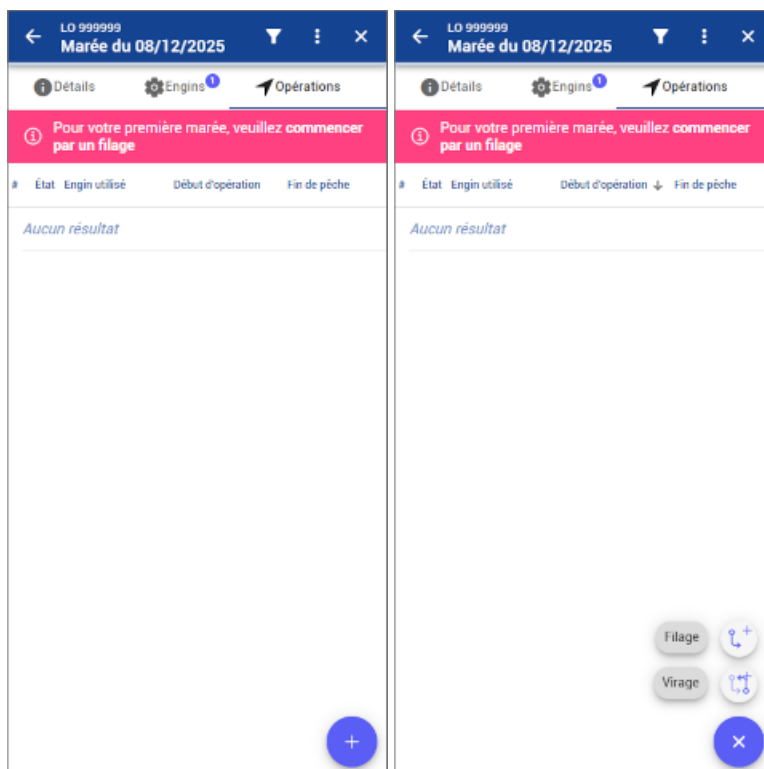 LO 999999
Marée du 08/12/2025
Détails
Engins 1
Opérations
Pour votre première marée, veuillez commencer
par un filage
# État Engin utilisé Début d'opération Fin de pêche
Aucun résultat
LO 999999
Marée du 08/12/2025
Détails
Engins 1
Opérations
Pour votre première marée, veuillez commencer
par un filage
# État Engin utilisé Début d'opération Fin de pêche
Aucun résultat
Filage
Virage